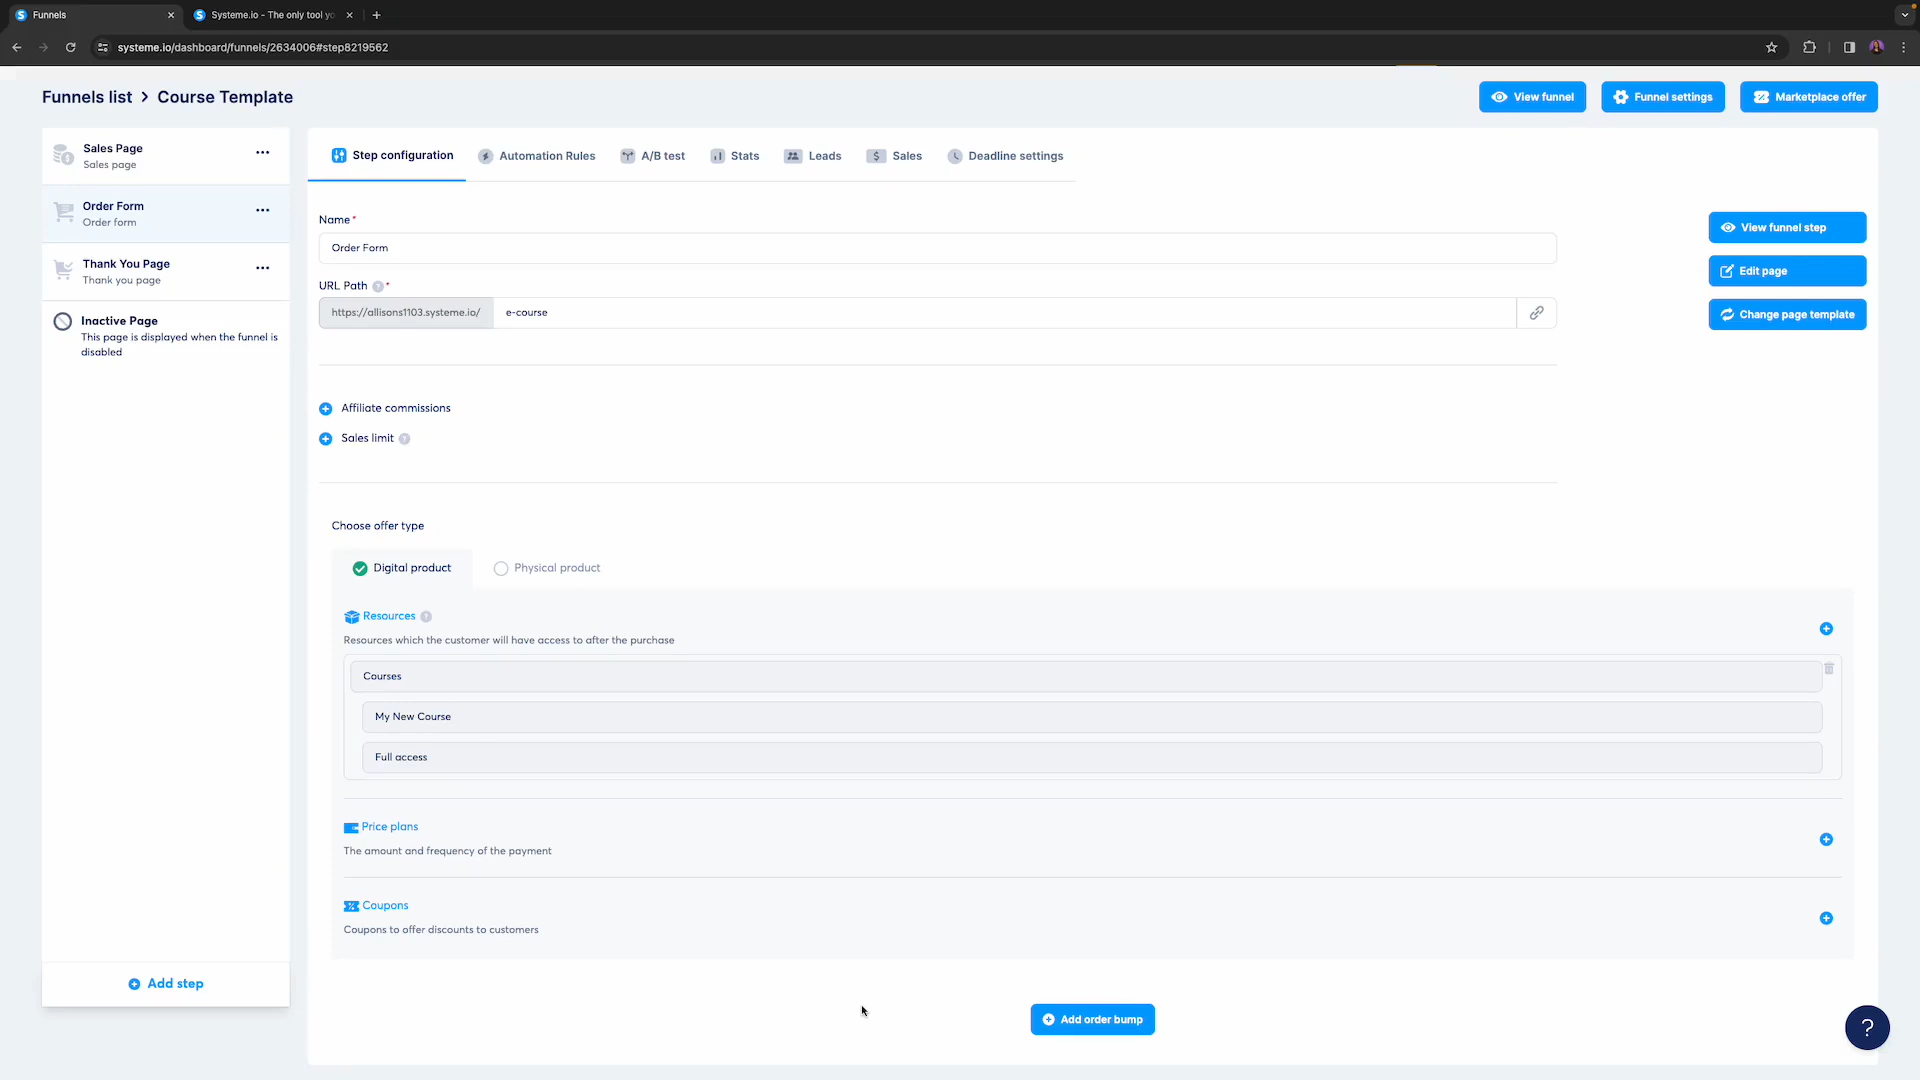 Funnels
Systeme.io - The only tool yo
systeme.io/dashboard/funnels/2634006#step8219562
Funnels list > Course Template
View funnel
Funnel settings
Marketplace offer
Sales Page
Sales page
Order Form
Order form
Thank You Page
Thank you page
Inactive Page
This page is displayed when the funnel is
disabled
Add step
Step configuration
Automation Rules
A/B test
Stats
Leads
Sales
Deadline settings
Name*
Order Form
URL Path ? *
https://allisons1103.systeme.io/
e-course
View funnel step
Edit page
Change page template
Affiliate commissions
Sales limit ?
Choose offer type
Digital product
Physical product
Resources ?
Resources which the customer will have access to after the purchase
Courses
My New Course
Full access
Price plans
The amount and frequency of the payment
Coupons
Coupons to offer discounts to customers
Add order bump
?